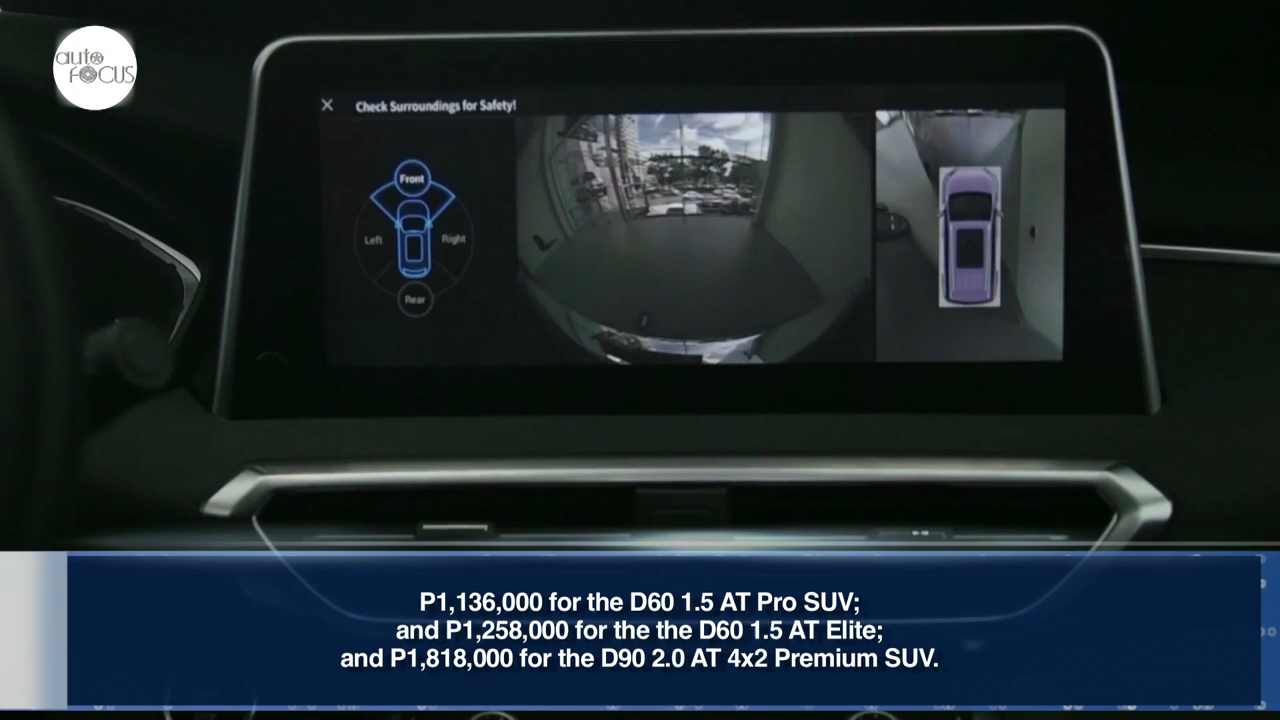 auto
FOCUS
Check Surroundings for Safety!
Front
Left
Right
Rear
P1,136,000 for the D60 1.5 AT Pro SUV;
and P1,258,000 for the the D60 1.5 AT Elite;
and P1,818,000 for the D90 2.0 AT 4x2 Premium SUV.